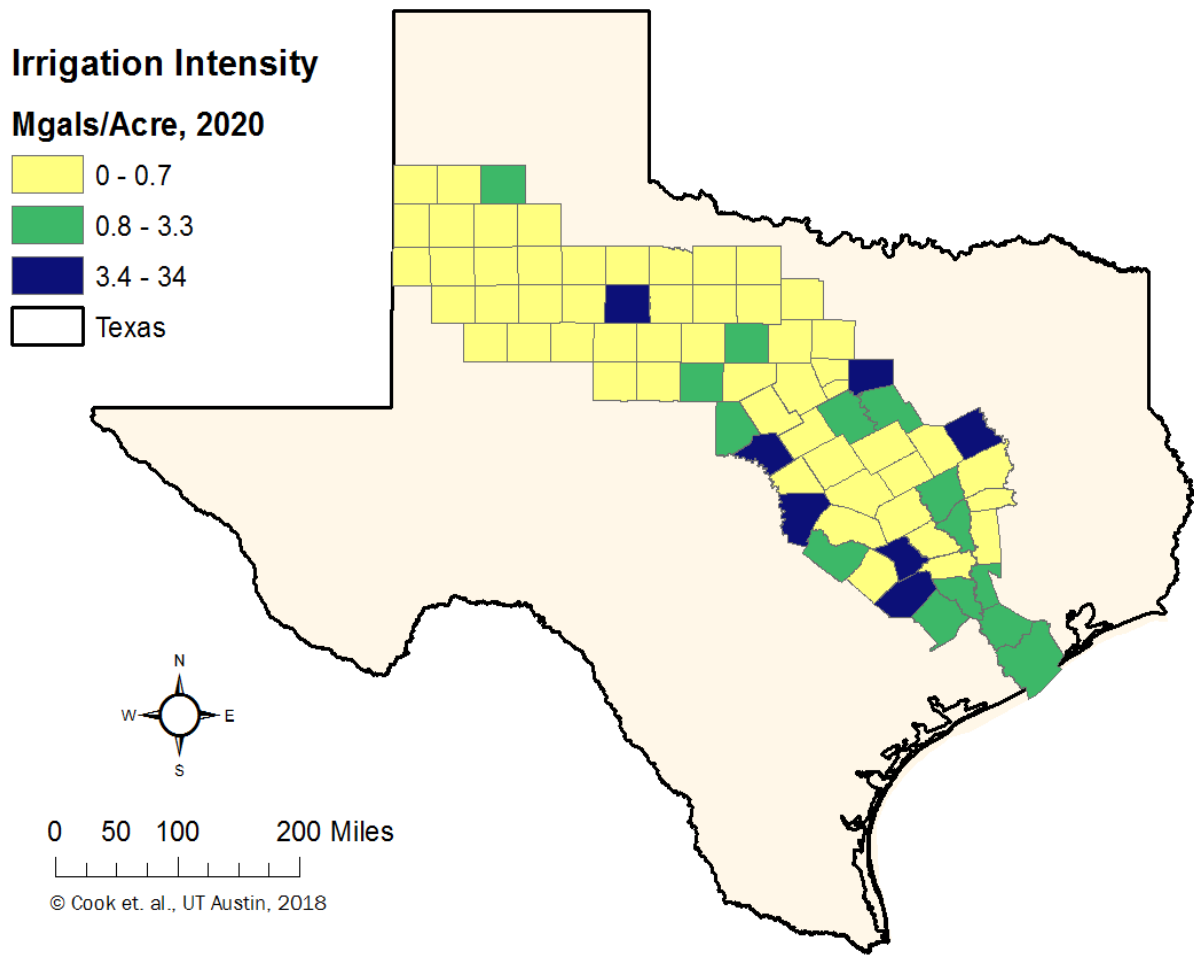 Irrigation Intensity
Mgals/Acre, 2020
0 - 0.7
0.8 - 3.3
3.4 - 34
Texas
N
W E
S
0 50 100 200 Miles
© Cook et. al., UT Austin, 2018